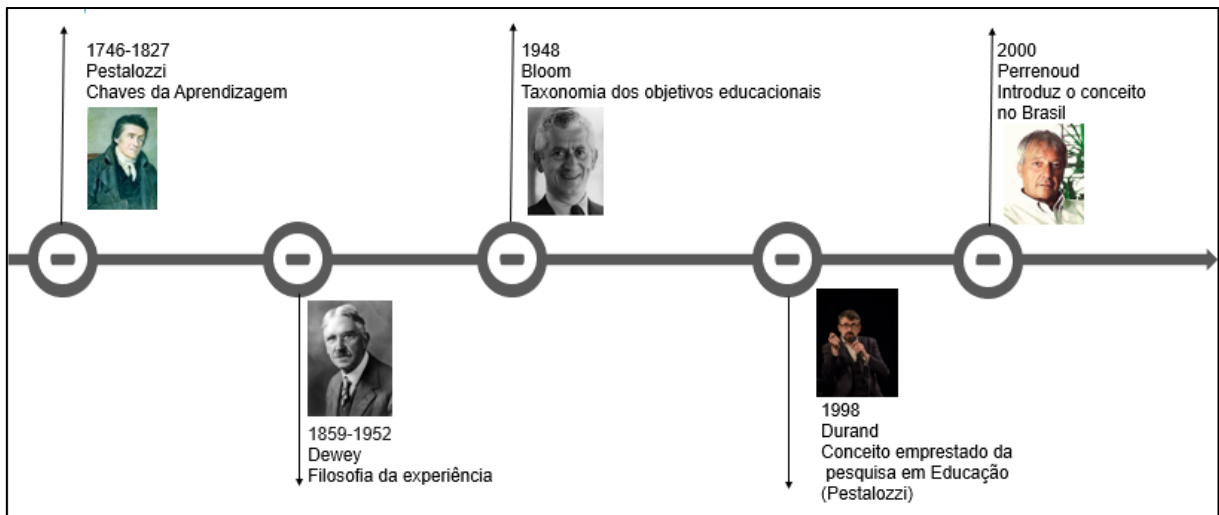 1746-1827
Pestalozzi
Chaves da Aprendizagem
1859-1952
Dewey
Filosofia da experiência
1948
Bloom
Taxonomia dos objetivos educacionais
1998
Durand
Conceito emprestado da
pesquisa em Educação
(Pestalozzi)
2000
Perrenoud
Introduz o conceito
no Brasil